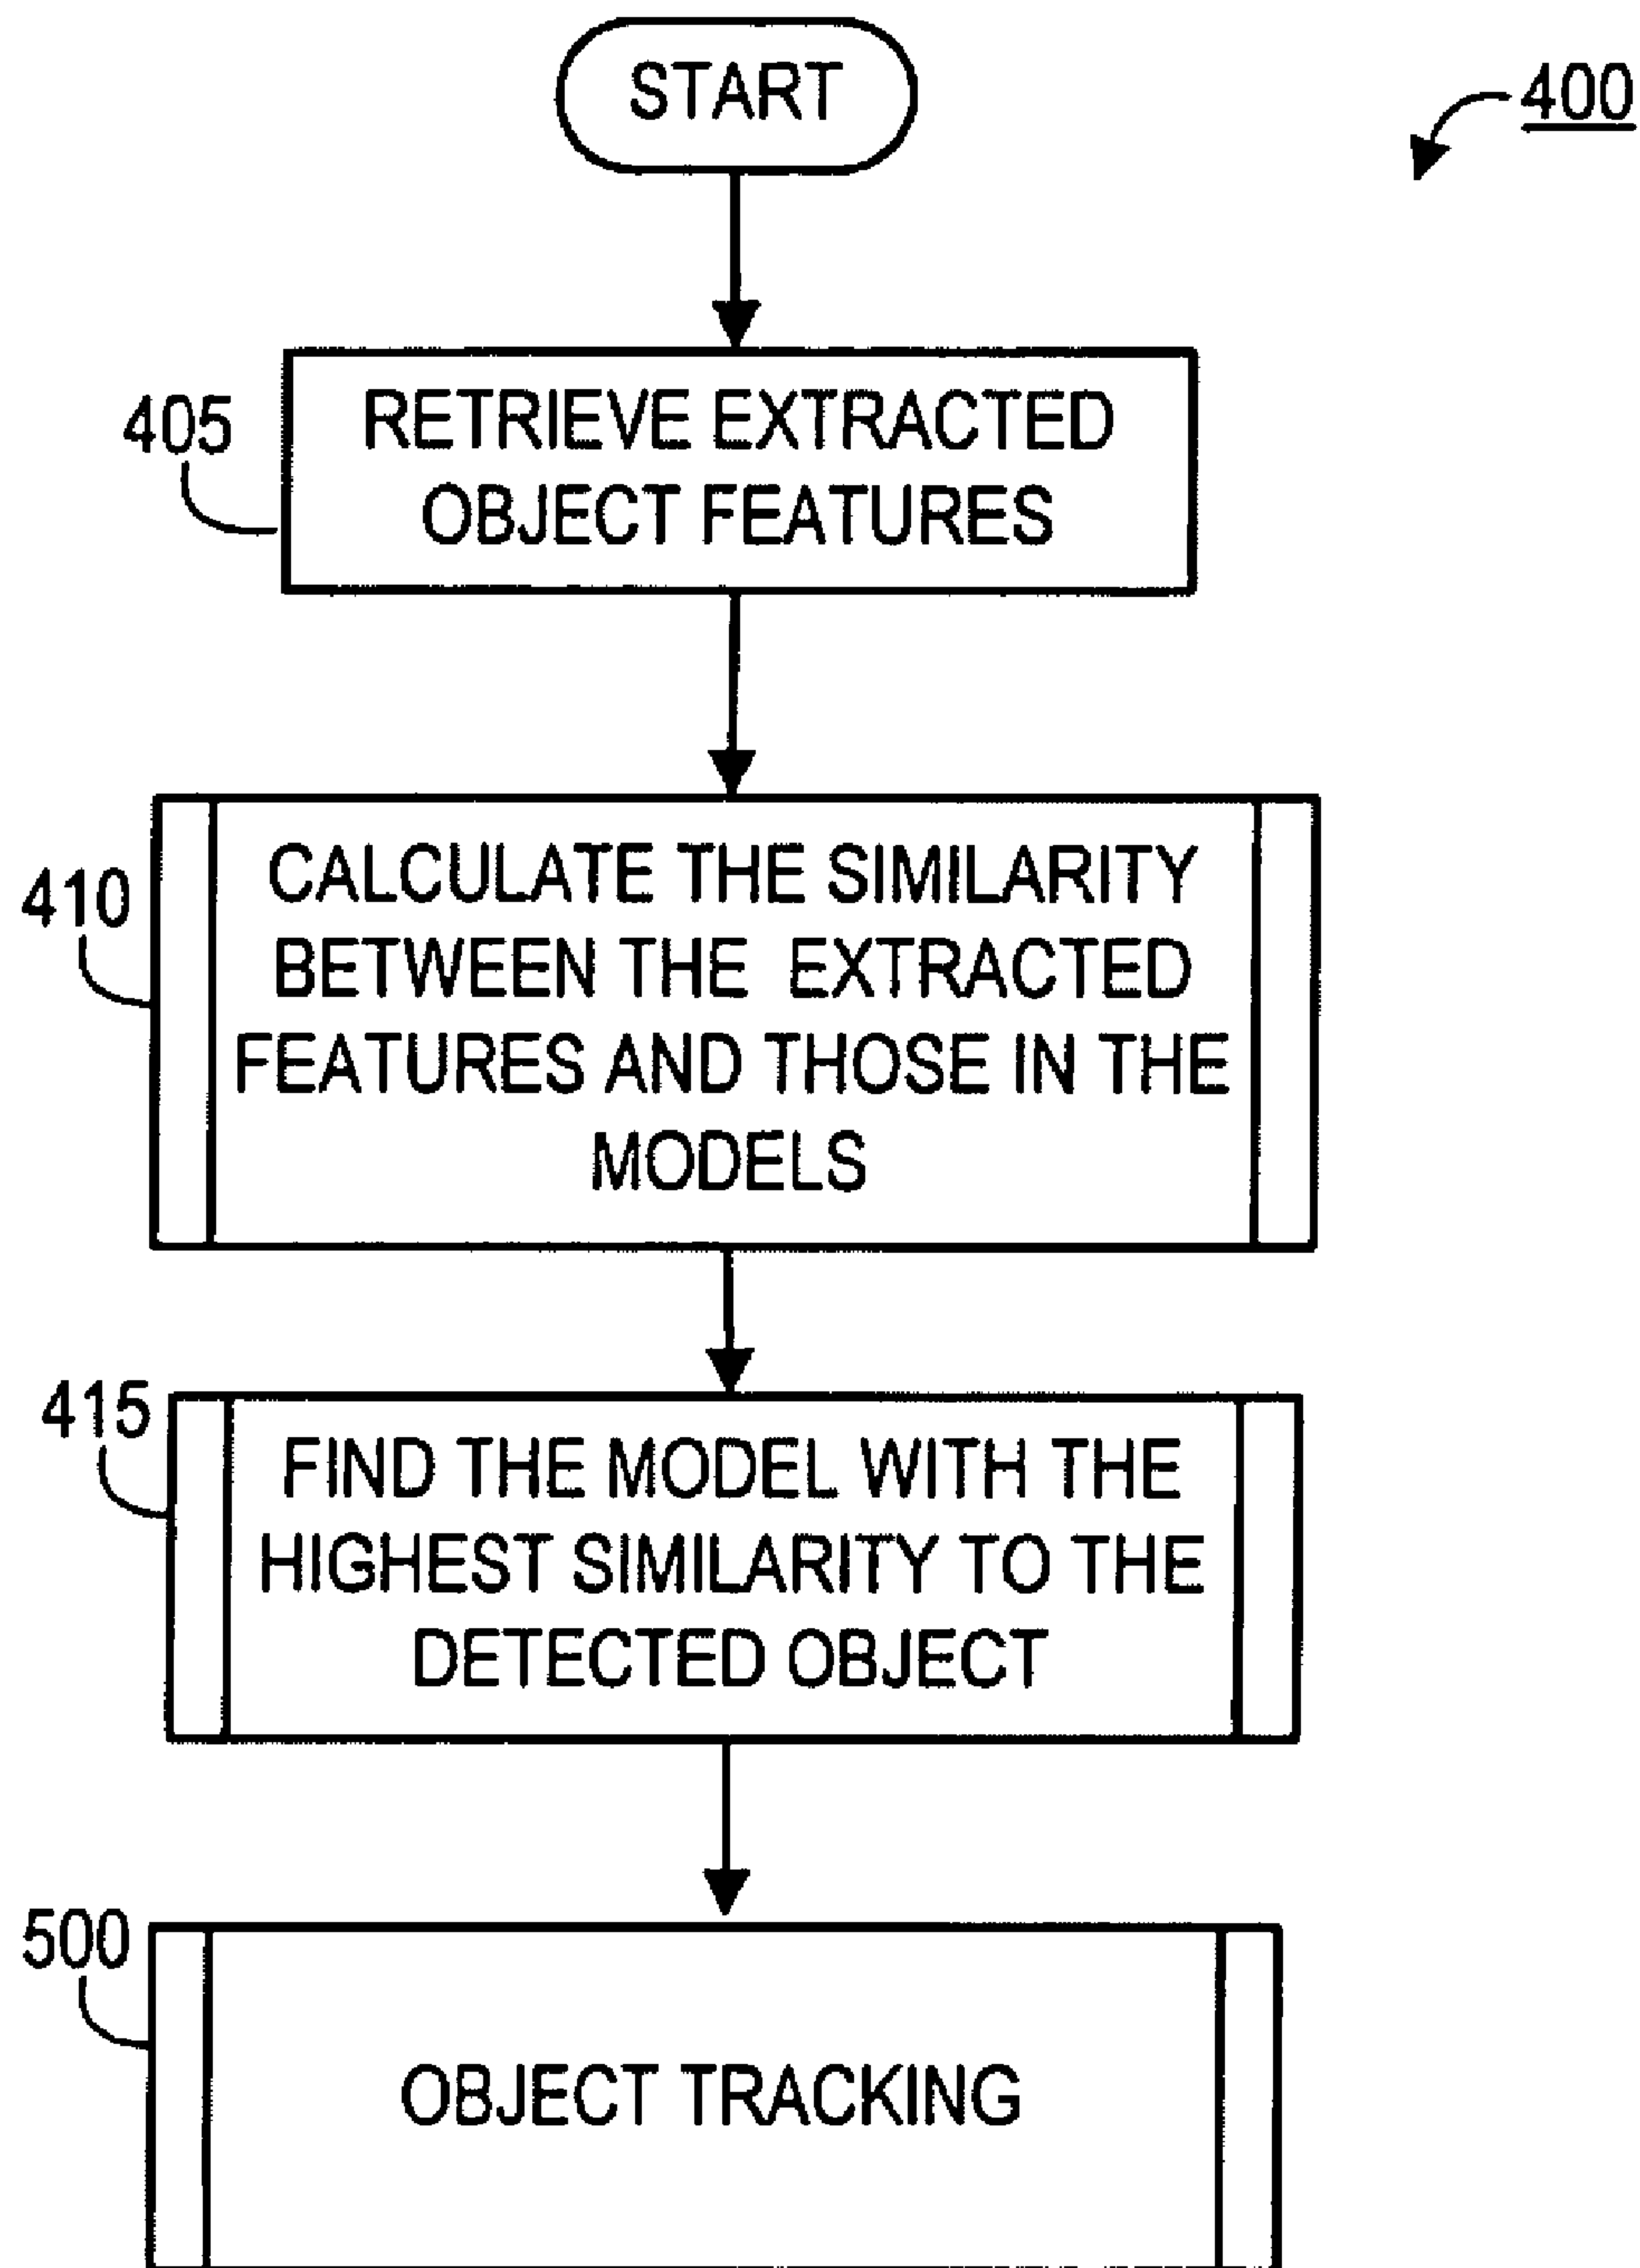 START
400
405
RETRIEVE EXTRACTED
OBJECT FEATURES
410
CALCULATE THE SIMILARITY
BETWEEN THE EXTRACTED
FEATURES AND THOSE IN THE
MODELS
415
FIND THE MODEL WITH THE
HIGHEST SIMILARITY TO THE
DETECTED OBJECT
500
OBJECT TRACKING